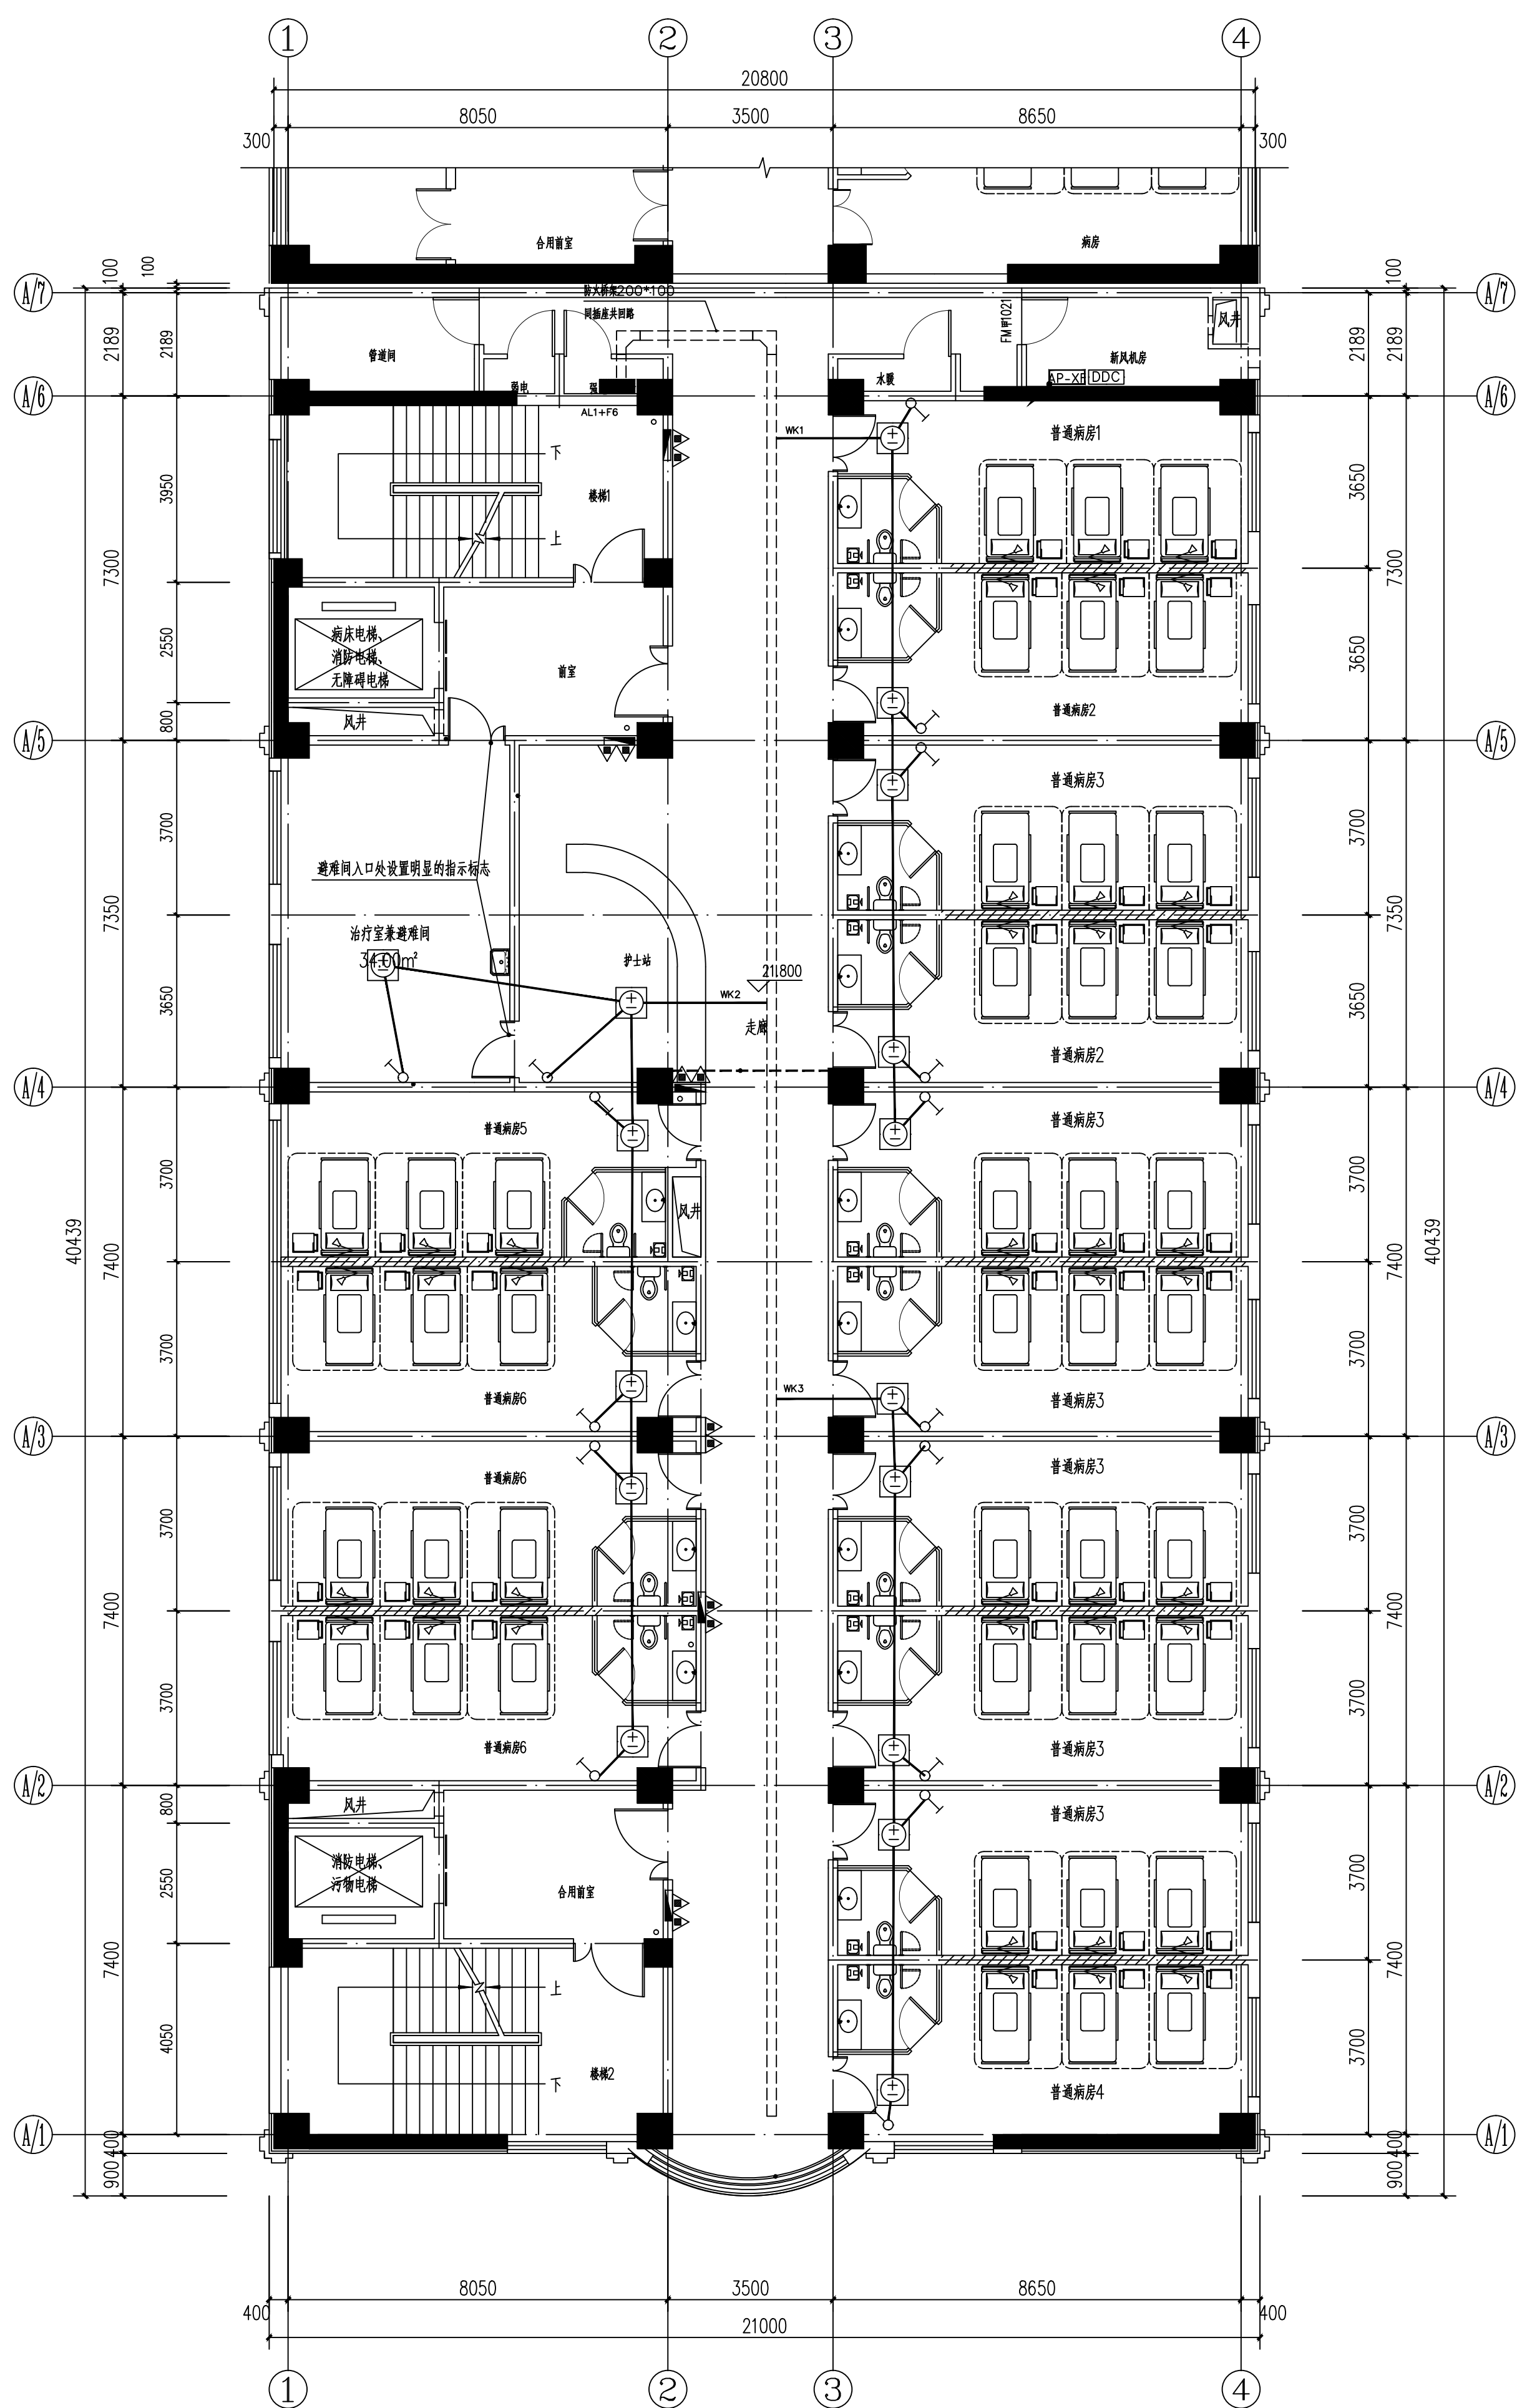 1
2
3
4
20800
8050
3500
8650
300
300
合用前室
病房
100
100
100
A/7
A/7
防火桥架200*100
同插座共回路
FM甲1021
风井
2189
2189
2189
2189
管道间
新风机房
水暖
弱电
AP-XF
DDC
A/6
A/6
AL1+F6
WK1
普通病房1
下
3950
3650
楼梯1
上
7300
7300
病床电梯、
消防电梯、
无障碍电梯
2550
3650
前室
普通病房2
风井
800
A/5
A/5
普通病房3
3700
3700
避难间入口处设置明显的指示标志
7350
7350
治疗室兼避难间
34.00m²
护士站
21.800
WK2
走廊
3650
3650
普通病房2
A/4
A/4
普通病房5
普通病房3
3700
3700
风井
40439
7400
7400
40439
3700
3700
WK3
普通病房6
普通病房3
A/3
A/3
普通病房6
普通病房3
3700
3700
7400
7400
3700
3700
普通病房6
普通病房3
A/2
A/2
风井
800
普通病房3
消防电梯、
污物电梯
2550
3700
合用前室
7400
7400
上
4050
3700
楼梯2
下
普通病房4
A/1
A/1
400
400
900
900
8050
3500
8650
400
400
21000
1
2
3
4